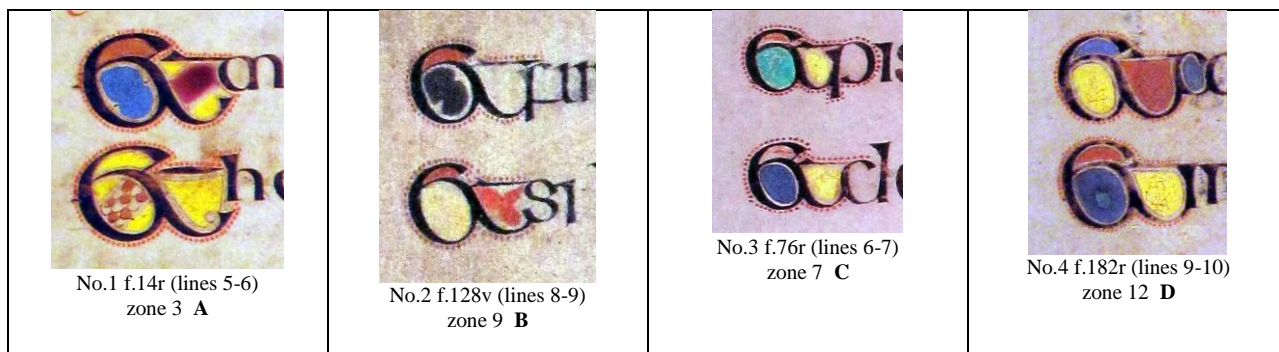 No.1 f.14r (lines 5-6)
zone 3 A
No.2 f.128v (lines 8-9)
zone 9 B
No.3 f.76r (lines 6-7)
zone 7 C
No.4 f.182r (lines 9-10)
zone 12 D